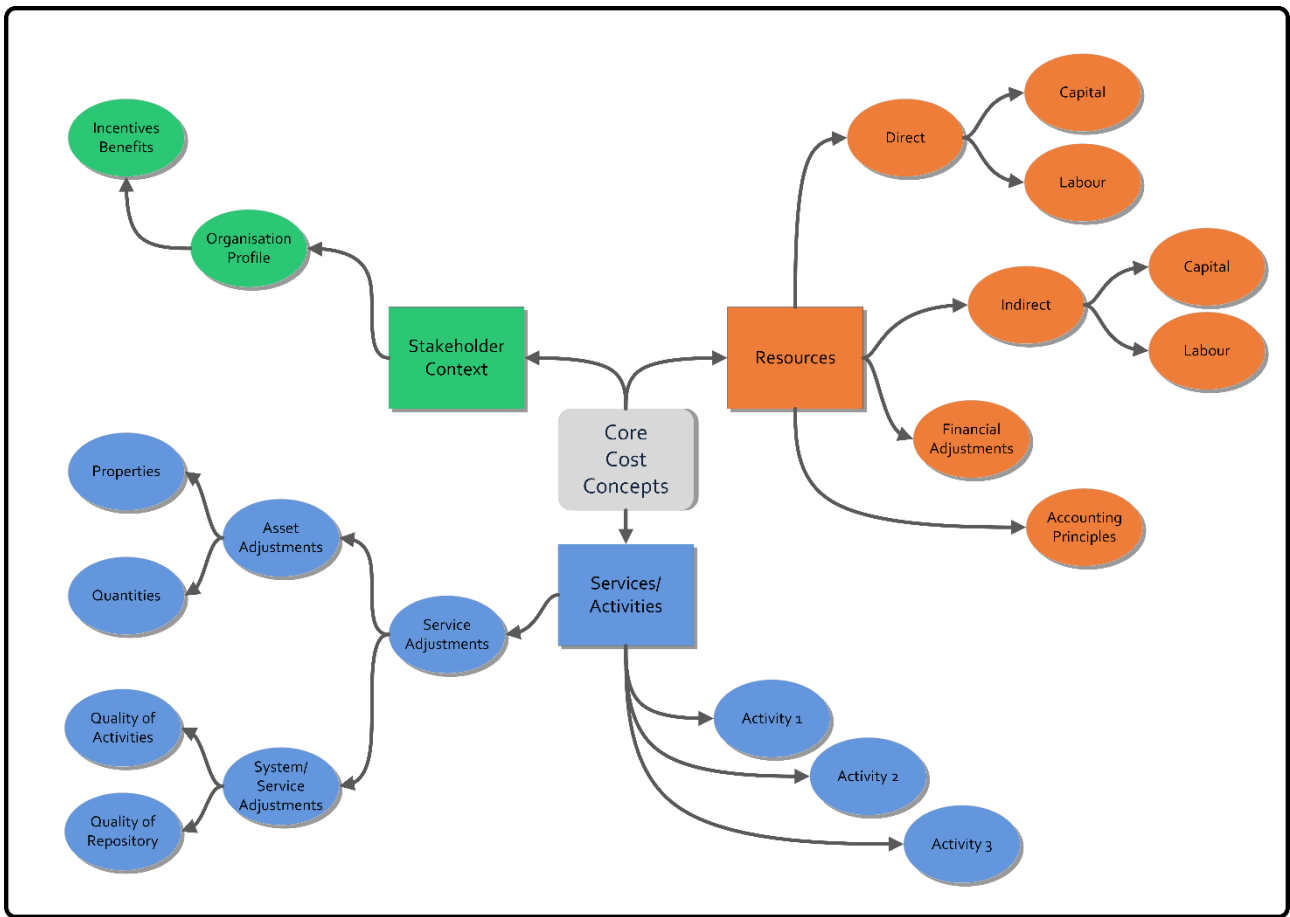 Incentives
Benefits
Organisation
Profile
Stakeholder
Context
Core
Cost
Concepts
Resources
Direct
Capital
Labour
Indirect
Capital
Labour
Financial
Adjustments
Accounting
Principles
Services/
Activities
Service
Adjustments
Asset
Adjustments
Properties
Quantities
System/
Service
Adjustments
Quality of
Activities
Quality of
Repository
Activity 1
Activity 2
Activity 3